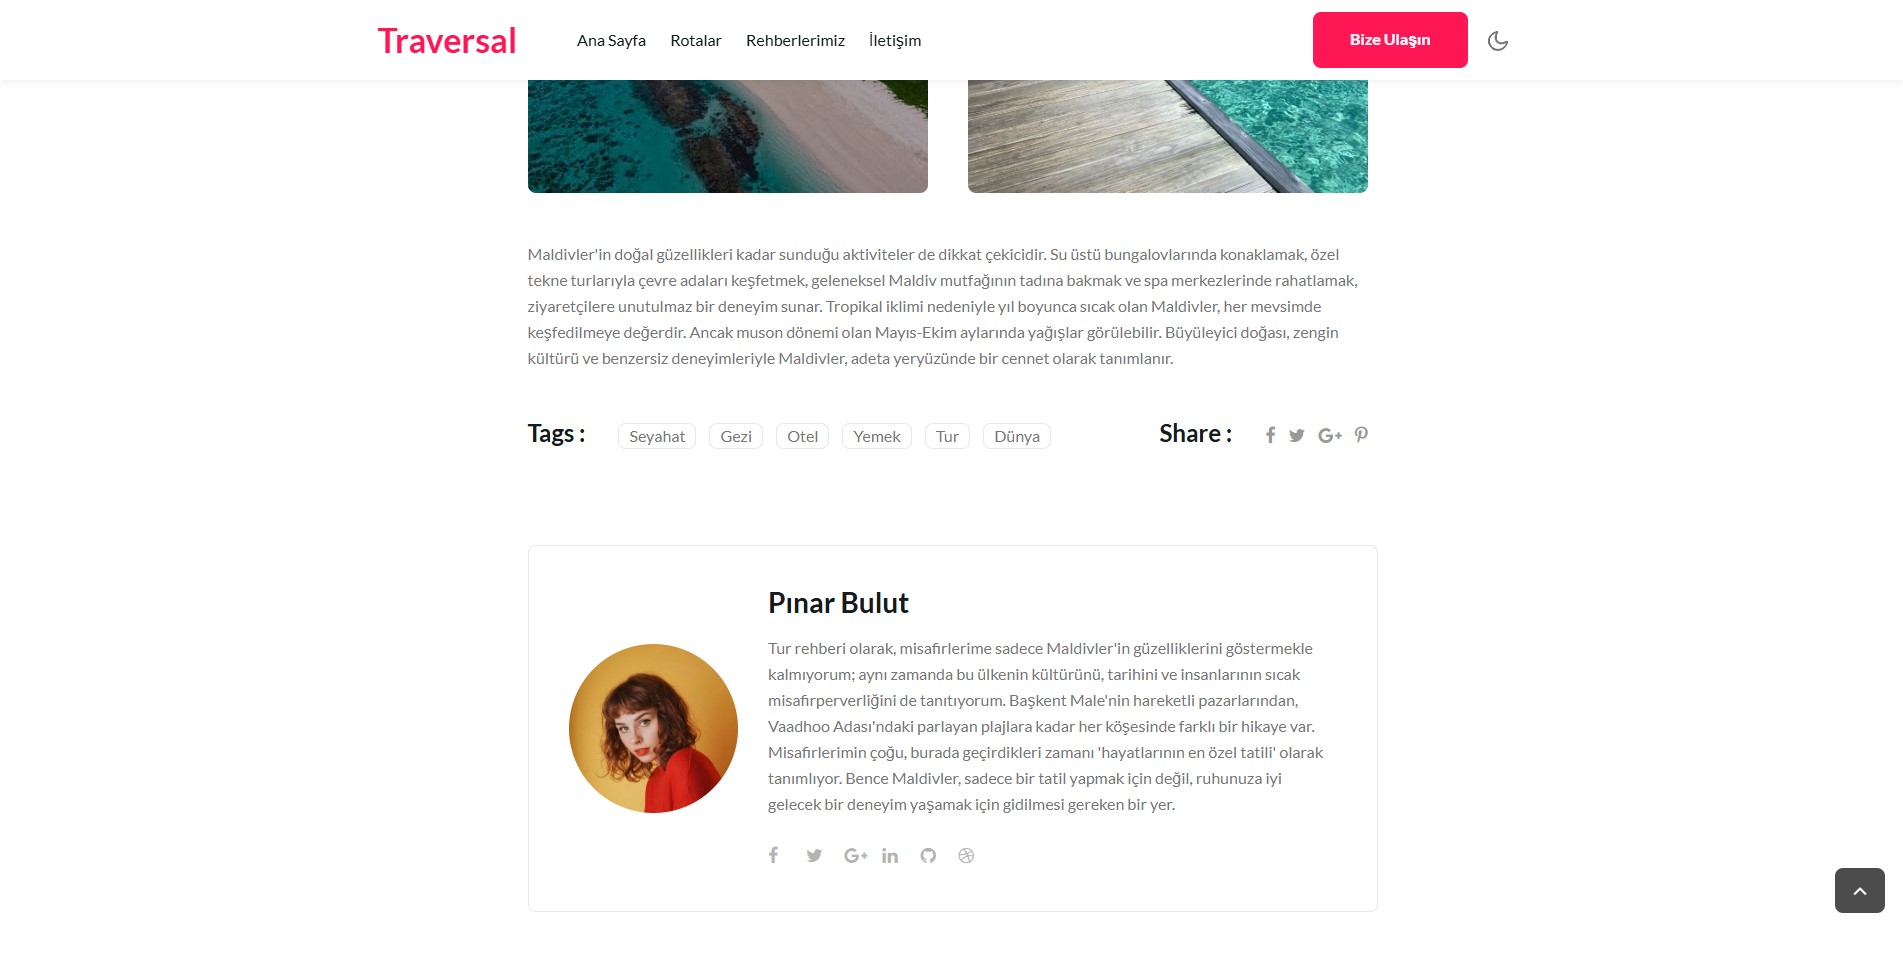 Traversal
Ana Sayfa
Rotalar
Rehberlerimiz
İletişim
Bize Ulaşın
Maldivler'in doğal güzellikleri kadar sunduğu aktiviteler de dikkat çekicidir. Su üstü bungalovlarında konaklamak, özel
tekne turlarıyla çevre adaları keşfetmek, geleneksel Maldiv mutfağının tadına bakmak ve spa merkezlerinde rahatlamak,
ziyaretçilere unutulmaz bir deneyim sunar. Tropikal iklimi nedeniyle yıl boyunca sıcak olan Maldivler, her mevsimde
keşfedilmeye değerdir. Ancak muson dönemi olan Mayıs-Ekim aylarında yağışlar görülebilir. Büyüleyici doğası, zengin
kültürü ve benzersiz deneyimleriyle Maldivler, adeta yeryüzünde bir cennet olarak tanımlanır.
Tags :
Seyahat
Gezi
Otel
Yemek
Tur
Dünya
Share :
Pınar Bulut
Tur rehberi olarak, misafirlerime sadece Maldivler'in güzelliklerini göstermekle
kalmıyorum; aynı zamanda bu ülkenin kültürünü, tarihini ve insanlarının sıcak
misafirperverliğini de tanıtıyorum. Başkent Male'nin hareketli pazarlarından,
Vaadhoo Adası'ndaki parlayan plajlara kadar her köşesinde farklı bir hikaye var.
Misafirlerimin çoğu, burada geçirdikleri zamanı 'hayatlarının en özel tatili' olarak
tanımlıyor. Bence Maldivler, sadece bir tatil yapmak için değil, ruhunuza iyi
gelecek bir deneyim yaşamak için gidilmesi gereken bir yer.